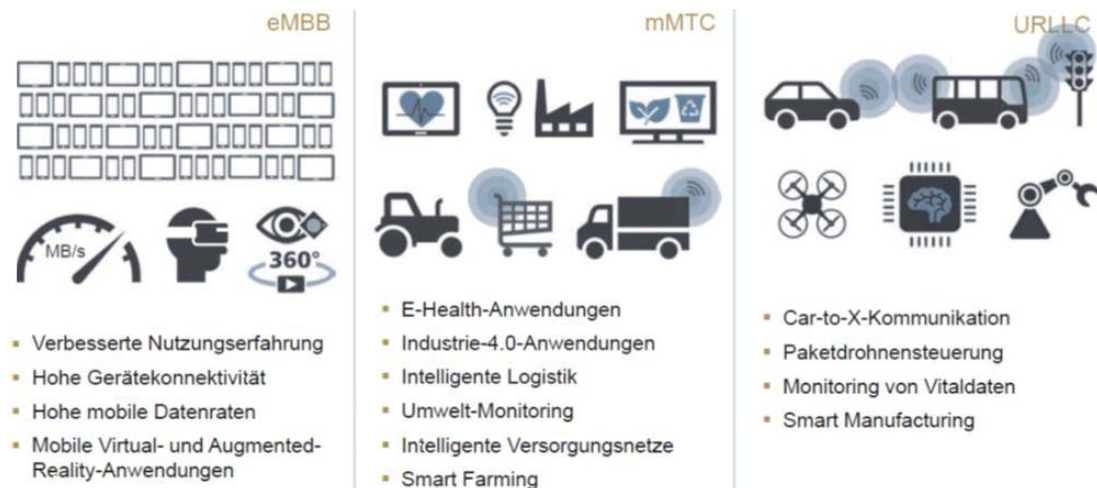 eMBB
MB/s
360°
Verbesserte Nutzungserfahrung
Hohe Gerätekonnektivität
Hohe mobile Datenraten
Mobile Virtual- und Augmented-
Reality-Anwendungen
mMTC
E-Health-Anwendungen
Industrie-4.0-Anwendungen
Intelligente Logistik
Umwelt-Monitoring
Intelligente Versorgungsnetze
Smart Farming
URLLC
Car-to-X-Kommunikation
Paketdrohnensteuerung
Monitoring von Vitaldaten
Smart Manufacturing